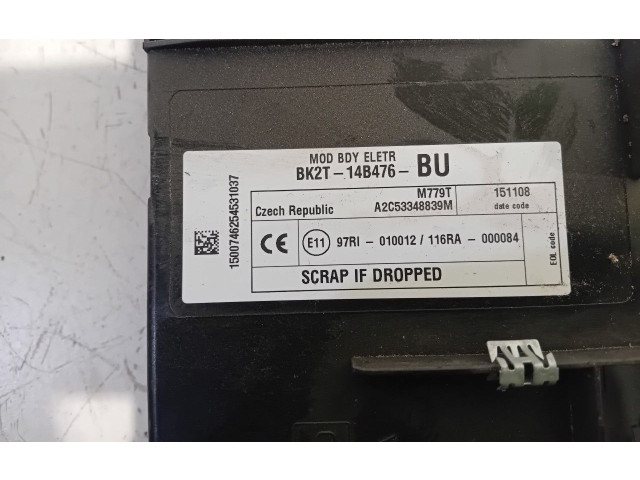 MOD BDY ELETR
BK2T-14B476-BU
M779T
151108
Czech Republic
A2C53348839M
date code
CE
E11
97RI - 010012 / 116RA - 000084
SCRAP IF DROPPED
EOL code
1500746254531037